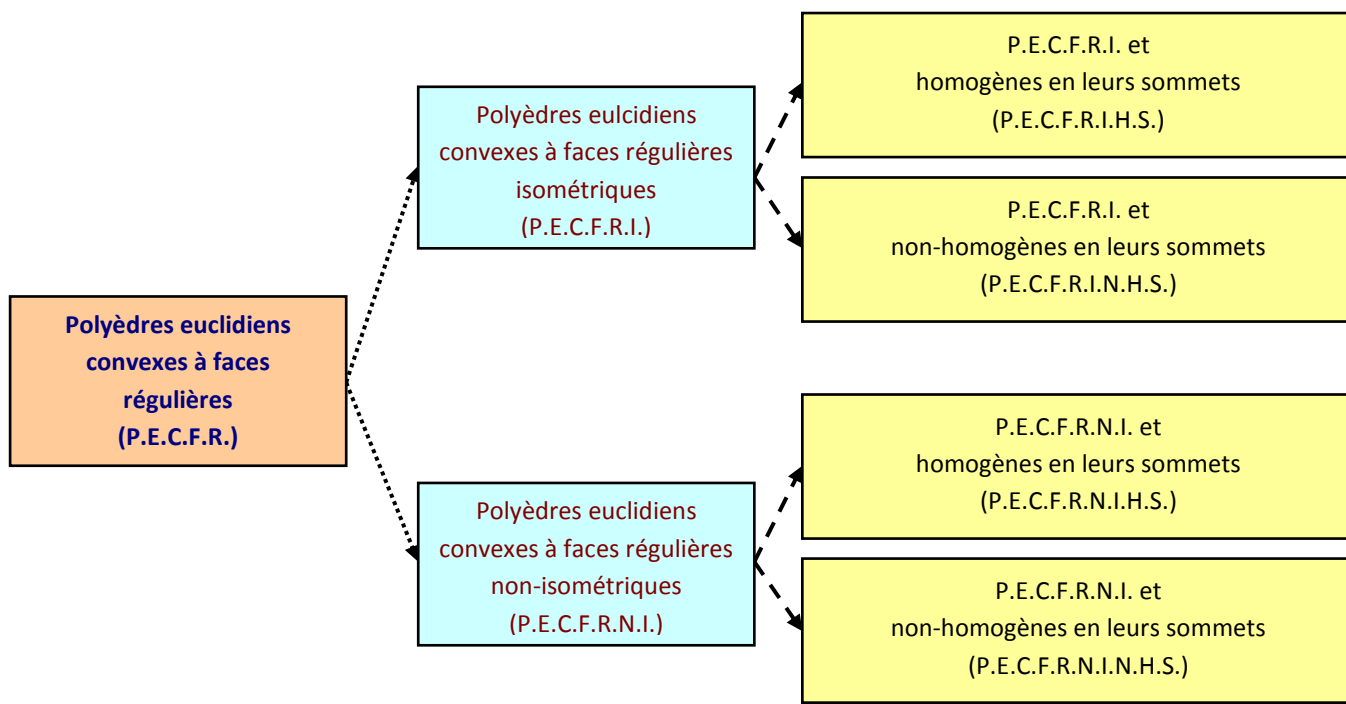 Polyèdres euclidiens
convexes à faces
régulières
(P.E.C.F.R.)
Polyèdres eulcidiens
convexes à faces régulières
isométriques
(P.E.C.F.R.I.)
P.E.C.F.R.I. et
homogènes en leurs sommets
(P.E.C.F.R.I.H.S.)
P.E.C.F.R.I. et
non-homogènes en leurs sommets
(P.E.C.F.R.I.N.H.S.)
Polyèdres euclidiens
convexes à faces régulières
non-isométriques
(P.E.C.F.R.N.I.)
P.E.C.F.R.N.I. et
homogènes en leurs sommets
(P.E.C.F.R.N.I.H.S.)
P.E.C.F.R.N.I. et
non-homogènes en leurs sommets
(P.E.C.F.R.N.I.N.H.S.)